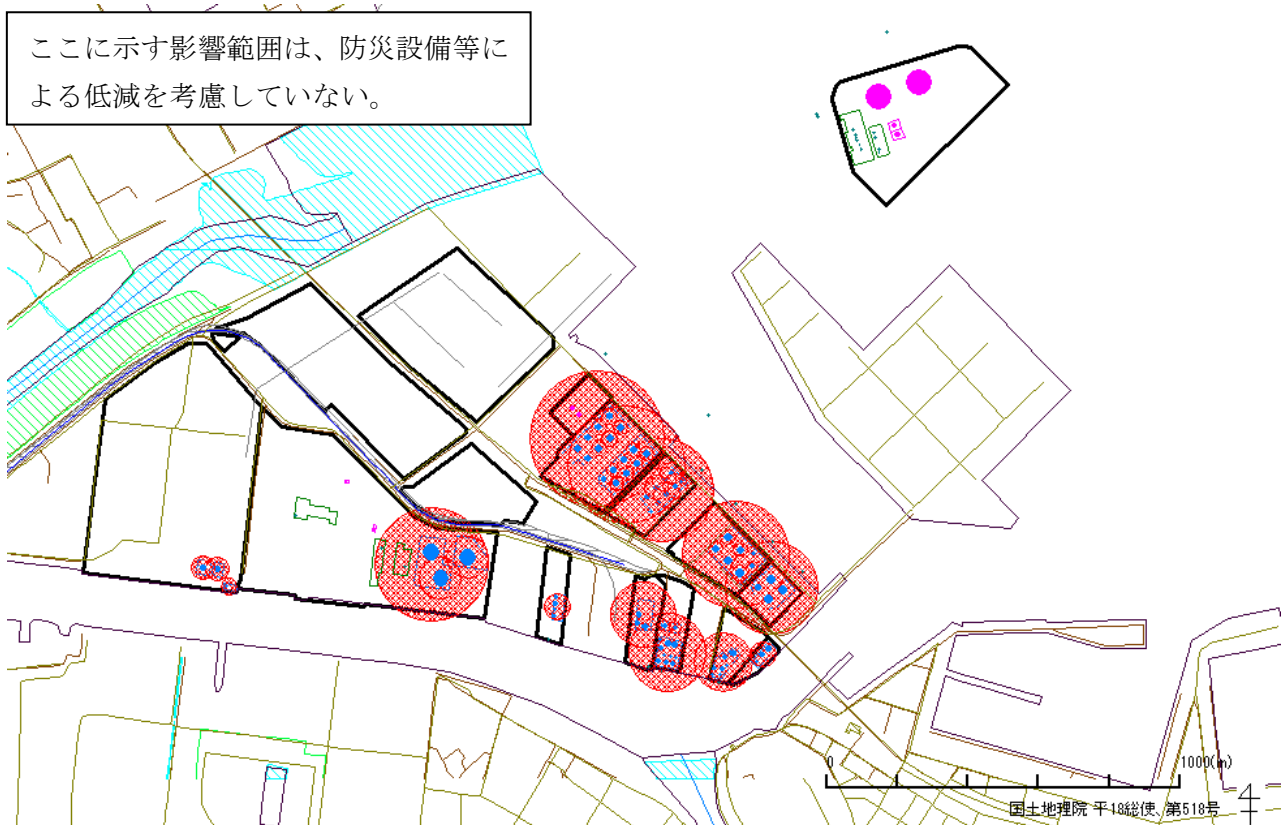 ここに示す影響範囲は、防災設備等に
よる低減を考慮していない。
0 1000(m)
国土地理院 平18総使、第518号